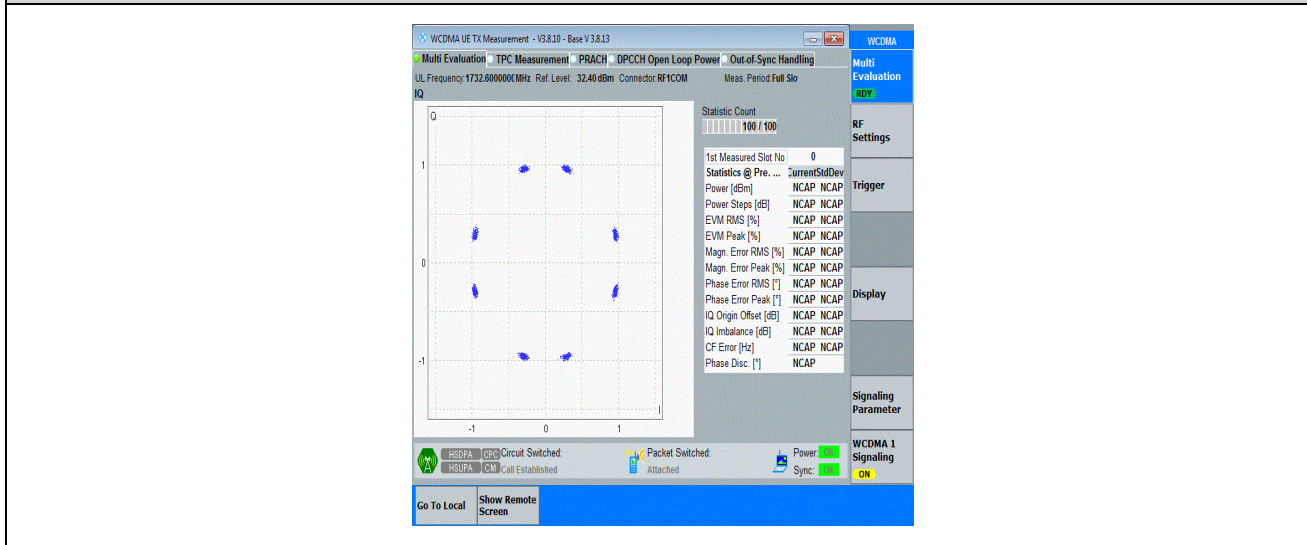 WCDMA UE TX Measurement - V3.8.10 - Base V 3.8.13
Multi Evaluation TPC Measurement PRACH DPCCH Open Loop Power Out-of-Sync Handling
UL Frequency: 1732.6000000 MHz Ref. Level: 32.40 dBm Connector: RF1COM Meas. Period: Full Slo
IQ
Q
1
0
-1
-1 0 1
I
Statistic Count
100 / 100
1st Measured Slot No 0
Statistics @ Pre. ... Current StdDev
Power [dBm] NCAP NCAP
Power Steps [dB] NCAP NCAP
EVM RMS [%] NCAP NCAP
EVM Peak [%] NCAP NCAP
Magn. Error RMS [%] NCAP NCAP
Magn. Error Peak [%] NCAP NCAP
Phase Error RMS [°] NCAP NCAP
Phase Error Peak [°] NCAP NCAP
IQ Origin Offset [dB] NCAP NCAP
IQ Imbalance [dB] NCAP NCAP
CF Error [Hz] NCAP NCAP
Phase Disc. [°] NCAP
HSDPA CPC Circuit Switched: Packet Switched: Power: OK
HSUPA CM Call Established Attached Sync: OK
Go To Local
Show Remote
Screen
WCDMA
Multi
Evaluation
RDY
RF
Settings
Trigger
Display
Signaling
Parameter
WCDMA 1
Signaling
ON